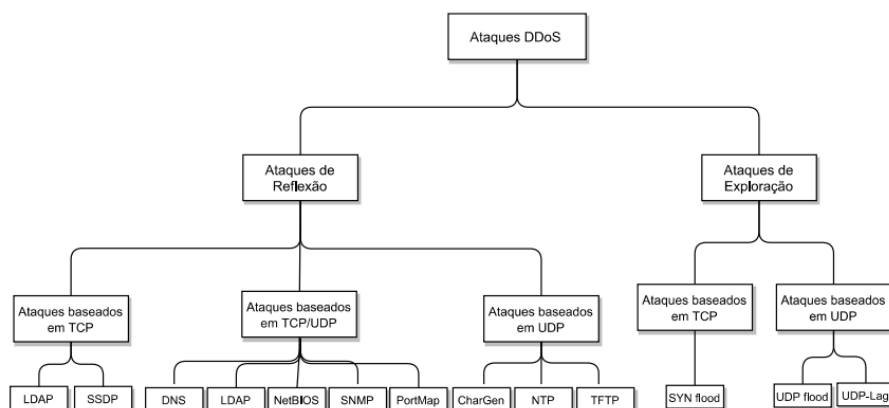 Ataques DDoS
Ataques de
Reflexão
Ataques de
Exploração
Ataques baseados
em TCP
Ataques baseados
em TCP/UDP
Ataques baseados
em UDP
Ataques baseados
em TCP
Ataques baseados
em UDP
LDAP
SSDP
DNS
LDAP
NetBIOS
SNMP
PortMap
CharGen
NTP
TFTP
SYN flood
UDP flood
UDP-Lag